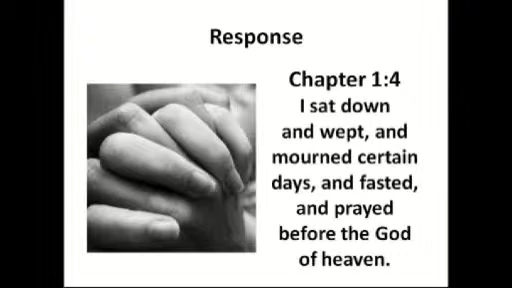 Response
Chapter 1:4
I sat down
and wept, and
mourned certain
days, and fasted,
and prayed
before the God
of heaven.